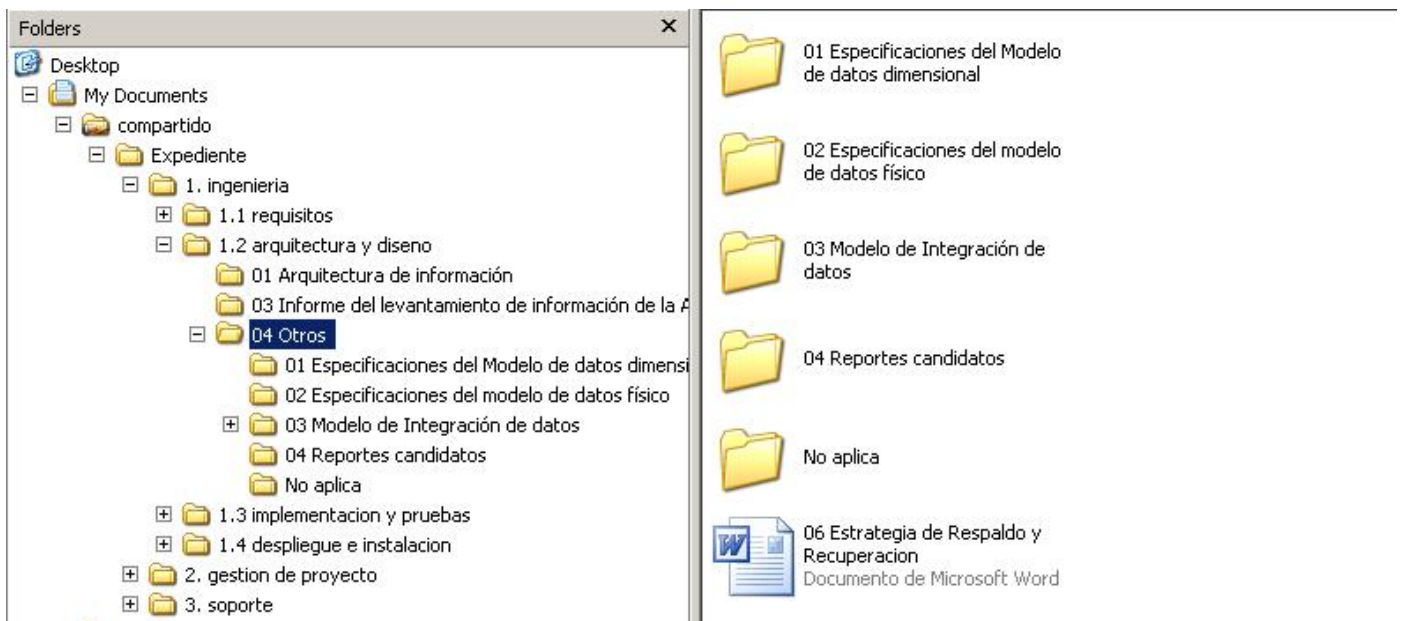 Folders
Desktop
My Documents
compartido
Expediente
1. ingenieria
1.1 requisitos
1.2 arquitectura y diseno
01 Arquitectura de información
03 Informe del levantamiento de información de la
04 Otros
01 Especificaciones del Modelo de datos dimensi
02 Especificaciones del modelo de datos físico
03 Modelo de Integración de datos
04 Reportes candidatos
No aplica
1.3 implementacion y pruebas
1.4 despliegue e instalacion
2. gestion de proyecto
3. soporte
01 Especificaciones del Modelo
de datos dimensional
02 Especificaciones del modelo
de datos físico
03 Modelo de Integración de
datos
04 Reportes candidatos
No aplica
06 Estrategia de Respaldo y
Recuperacion
Documento de Microsoft Word